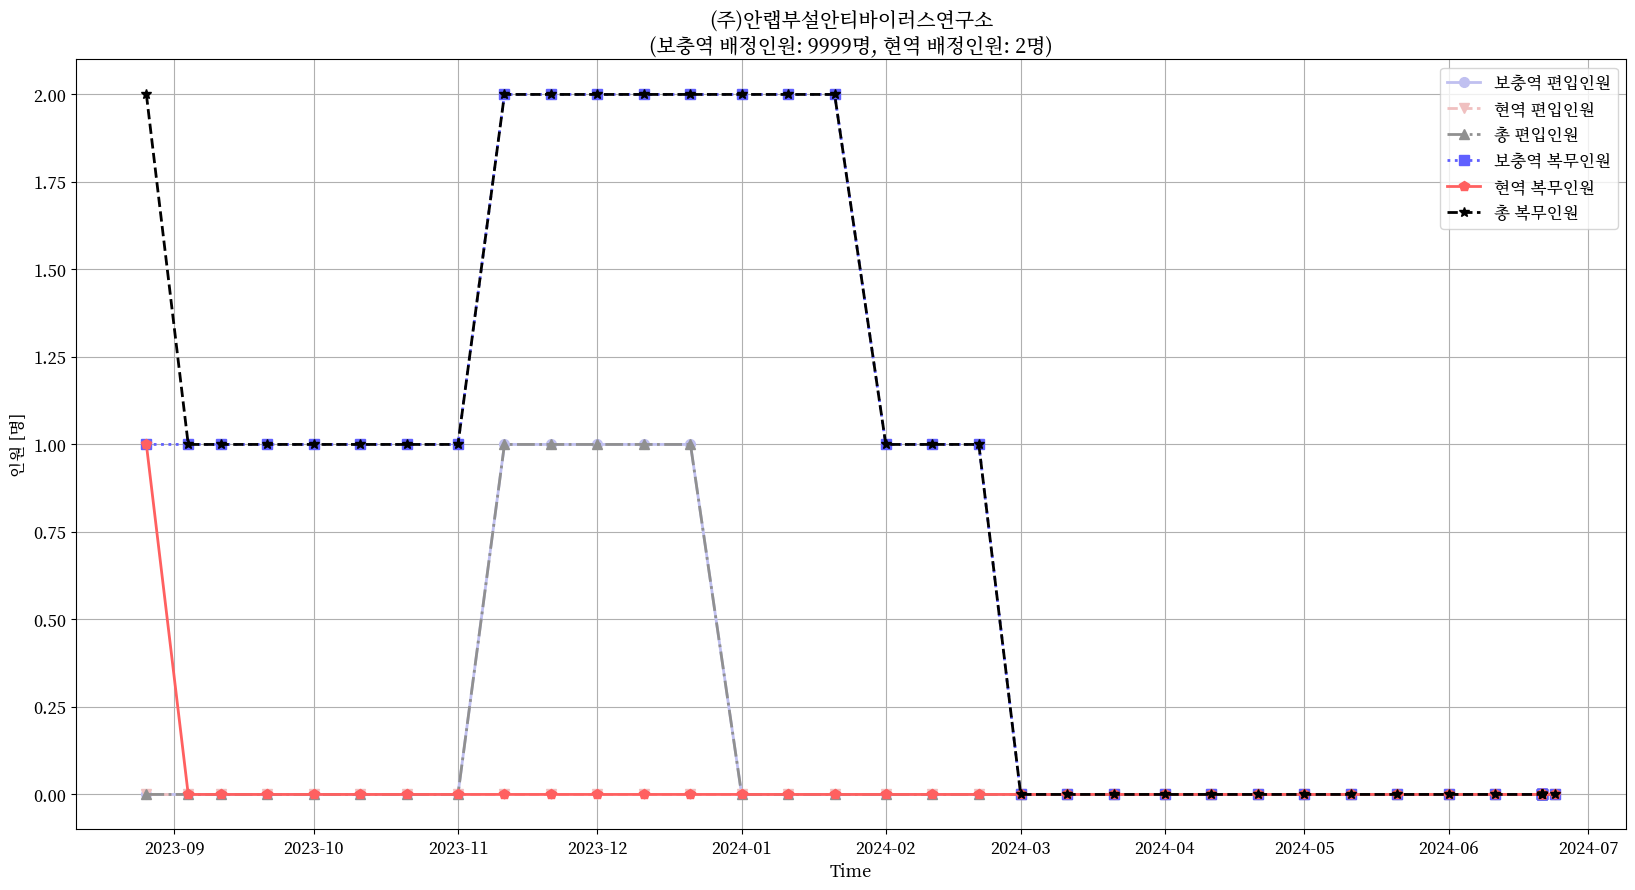 (주)안랩부설안티바이러스연구소
(보충역 배정인원: 9999명, 현역 배정인원: 2명)
보충역 편입인원
현역 편입인원
총 편입인원
보충역 복무인원
현역 복무인원
총 복무인원
인원 [명]
2.00
1.75
1.50
1.25
1.00
0.75
0.50
0.25
0.00
2023-09
2023-10
2023-11
2023-12
2024-01
2024-02
2024-03
2024-04
2024-05
2024-06
2024-07
Time